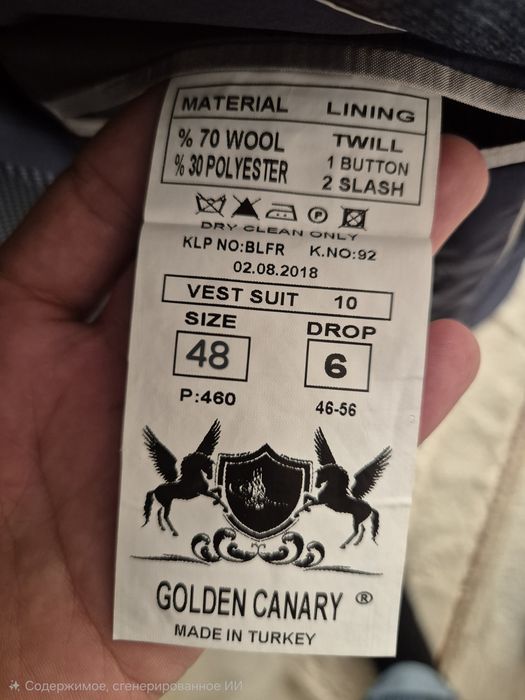 MATERIAL LINING
% 70 WOOL TWILL
% 30 POLYESTER 1 BUTTON
2 SLASH
DRY CLEAN ONLY
KLP NO:BLFR K.NO:92
02.08.2018
VEST SUIT 10
SIZE DROP
48 6
P:460 46-56
GOLDEN CANARY ®
MADE IN TURKEY
Содержимое, сгенерированное ИИ